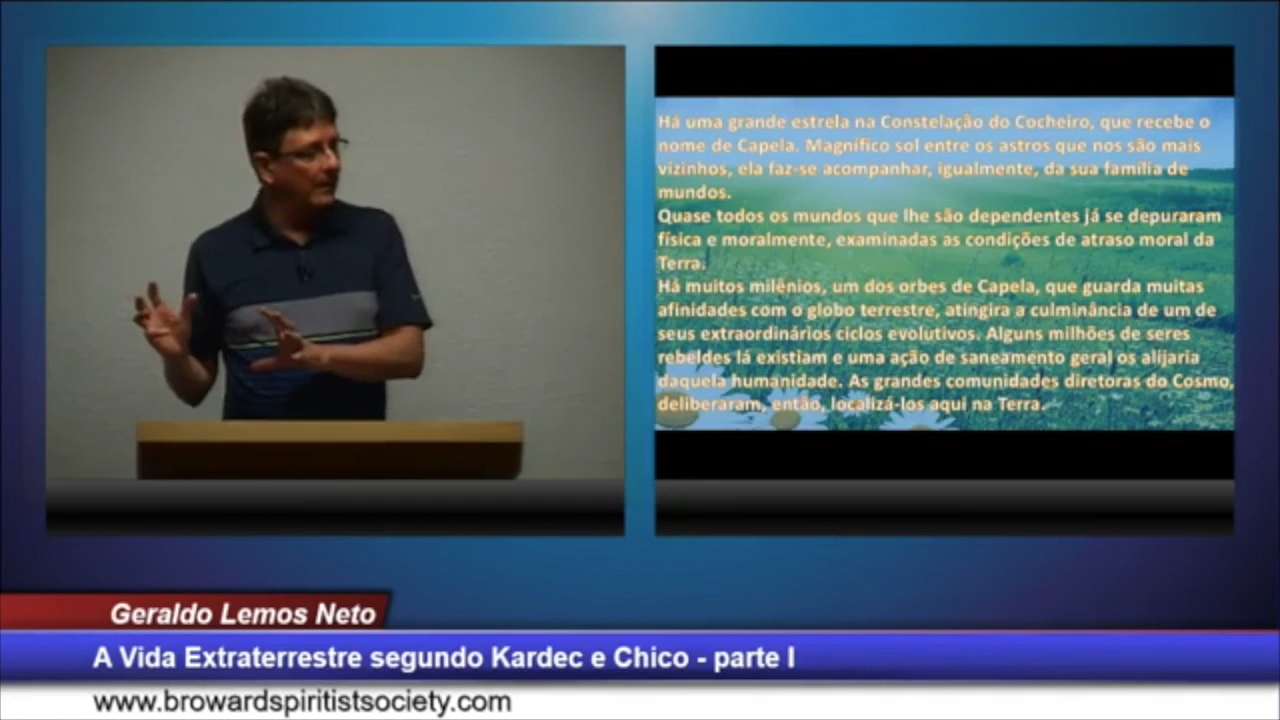 Há uma grande estrela na Constelação do Cocheiro, que recebe o
nome de Capela. Magnífico sol entre os astros que nos são mais
vizinhos, ela faz-se acompanhar, igualmente, da sua família de
mundos.
Quase todos os mundos que lhe são dependentes já se depuraram
física e moralmente, examinadas as condições de atraso moral da
Terra.
Há muitos milênios, um dos orbes de Capela, que guarda muitas
afinidades com o globo terrestre, atingira a culminância de um de
seus extraordinários ciclos evolutivos. Alguns milhões de seres
rebeldes lá existiam e uma ação de saneamento geral os alijaria
daquela humanidade. As grandes comunidades diretoras do Cosmo,
deliberaram, então, localizá-los aqui na Terra.
Geraldo Lemos Neto
A Vida Extraterrestre segundo Kardec e Chico - parte I
www.browardspiritistsociety.com